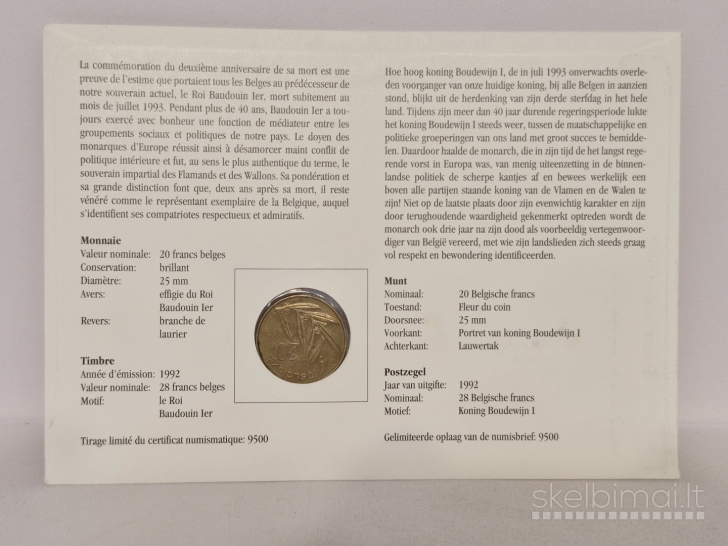 La commémoration du deuxième anniversaire de sa mort est une
preuve de l'estime que portaient tous les Belges au prédécesseur de
notre souverain actuel, le Roi Baudouin Ier, mort subitement au
mois de juillet 1993. Pendant plus de 40 ans, Baudouin Ier a tou-
jours exercé avec bonheur une fonction de médiateur entre les
groupements sociaux et politiques de notre pays. Le doyen des
monarques d'Europe réussit ainsi à désamorcer maint conflit de
politique intérieure et fut, au sens le plus authentique du terme, le
souverain impartial des Flamands et des Wallons. Sa pondération et
sa grande distinction font que, deux ans après sa mort, il reste
vénéré comme le représentant exemplaire de la Belgique, auquel
s'identifient ses compatriotes respectueux et admiratifs.
Monnaie
Valeur nominale: 20 francs belges
Conservation: brillant
Diamètre: 25 mm
Avers: effigie du Roi
Baudouin Ier
Revers: branche de
laurier
Timbre
Année d'émission: 1992
Valeur nominale: 28 francs belges
Motif: le Roi
Baudouin Ier
Tirage limité du certificat numismatique: 9500
Hoe hoog koning Boudewijn I, de in juli 1993 onverwachts overle-
den voorganger van onze huidige koning, bij alle Belgen in aanzien
stond, blijkt uit de herdenking van zijn derde sterfdag in het hele
land. Tijdens zijn meer dan 40 jaar durende regeringsperiode lukte
het koning Boudewijn I steeds weer, tussen de maatschappelijke en
politieke groeperingen van ons land met groot succes te bemidde-
len. Daardoor haalde de monarch, die in zijn tijd de langst rege-
rende vorst in Europa was, van menig uiteenzetting in de binnen-
landse politiek de scherpe kantjes af en bewees werkelijk een
boven alle partijen staande koning van de Vlamen en de Walen te
zijn! Niet op de laatste plaats door zijn evenwichtig karakter en zijn
door terughoudende waardigheid gekenmerkt optreden wordt de
monarch ook drie jaar na zijn dood als voorbeeldig vertegenwoor-
diger van België vereerd, met wie zijn landslieden zich steeds graag
vol respekt en bewondering identificeerden.
Munt
Nominaal: 20 Belgische francs
Toestand: Fleur du coin
Doorsnee: 25 mm
Voorkant: Portret van koning Boudewijn I
Achterkant: Lauwertak
Postzegel
Jaar van uitgifte: 1992
Nominaal: 28 Belgische francs
Motief: Koning Boudewijn I
Gelimiteerde oplaag van de numisbrief: 9500
skelbimai.lt